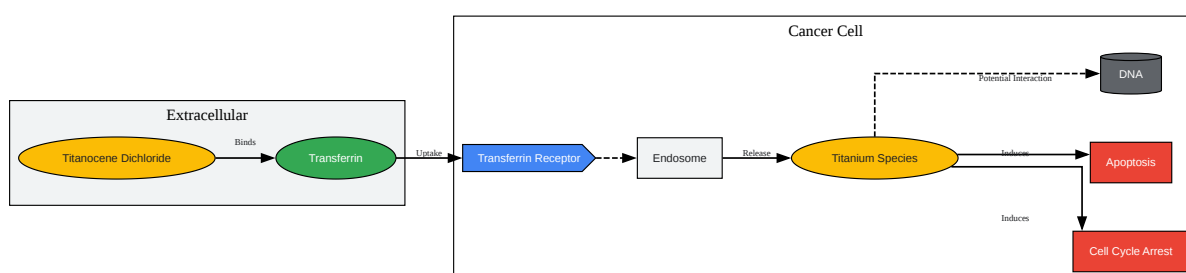 Cancer Cell
DNA
Potential Interaction
Extracellular
Titanocene Dichloride
Binds
Transferrin
Uptake
Transferrin Receptor
Endosome
Release
Titanium Species
Induces
Apoptosis
Induces
Cell Cycle Arrest